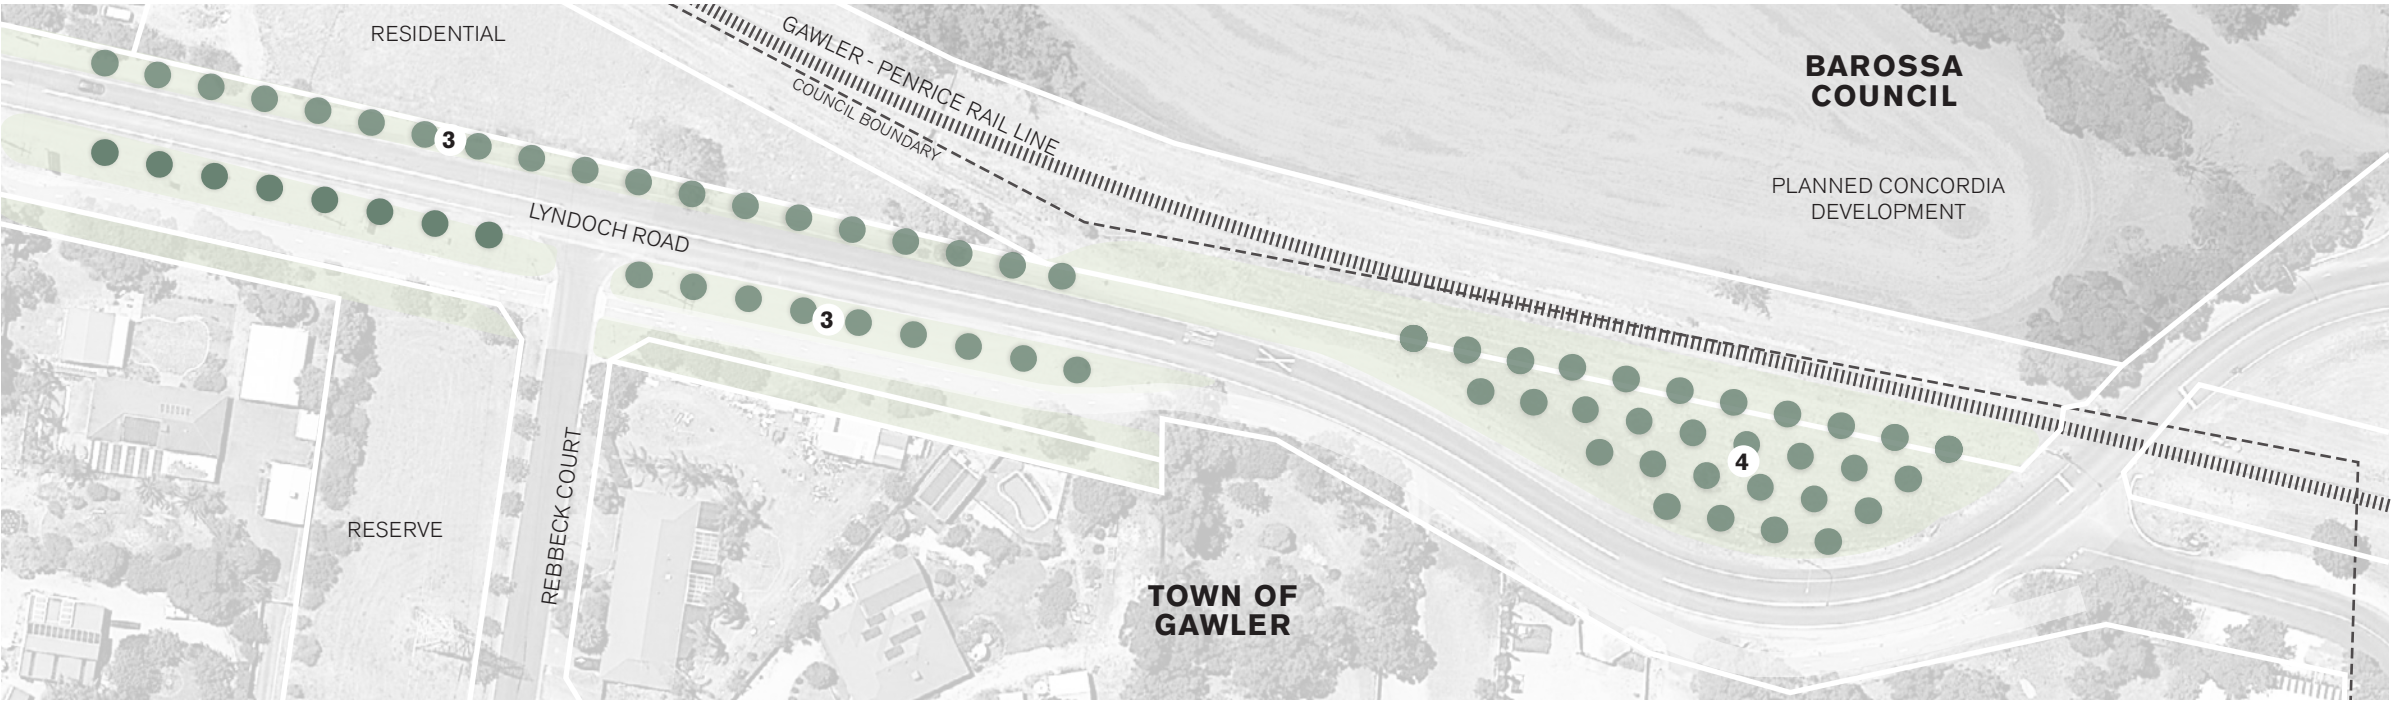 RESIDENTIAL
GAWLER - PENRICE RAIL LINE
COUNCIL BOUNDARY
BAROSSA
COUNCIL
PLANNED CONCORDIA
DEVELOPMENT
3
LYNDOCH ROAD
3
4
REBBECK COURT
RESERVE
TOWN OF
GAWLER